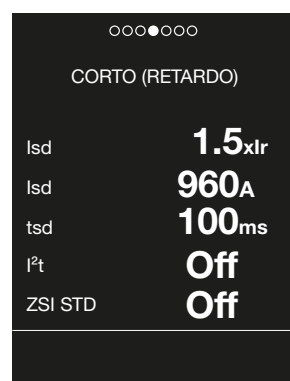 CORTO (RETARDO)
Isd 1.5xIr
Isd 960A
tsd 100ms
I²t Off
ZSI STD Off